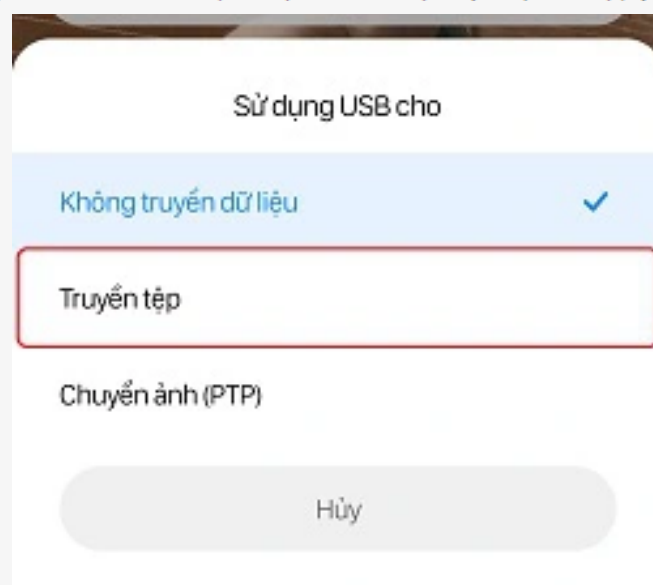 Sử dụng USB cho
Không truyền dữ liệu
Truyền tệp
Chuyển ảnh (PTP)
Hủy